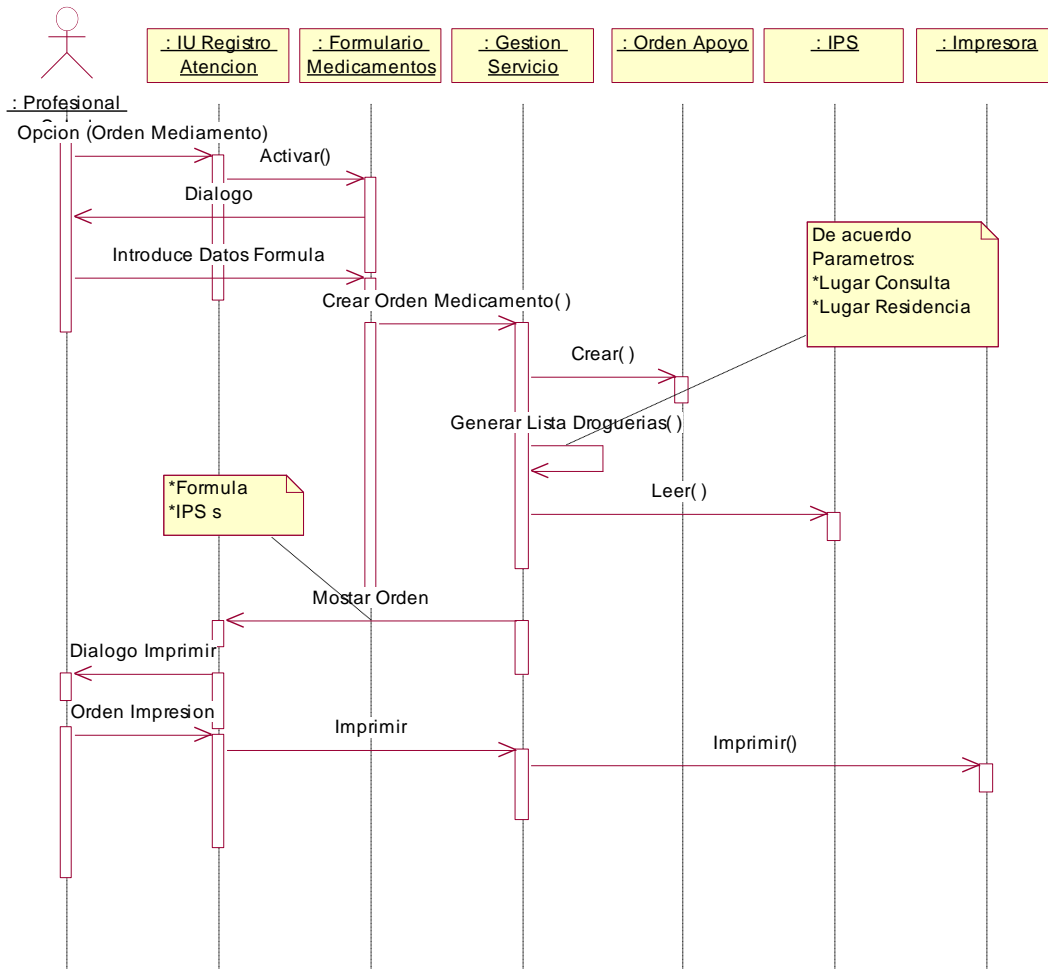 : IU Registro
Atencion
: Formulario
Medicamentos
: Gestion
Servicio
: Orden Apoyo
: IPS
: Impresora
: Profesional
Opcion (Orden Mediamento)
Activar()
Dialogo
De acuerdo
Parametros:
*Lugar Consulta
*Lugar Residencia
Introduce Datos Formula
Crear Orden Medicamento( )
Crear( )
Generar Lista Droguerias( )
*Formula
*IPS s
Leer( )
Mostar Orden
Dialogo Imprimir
Orden Impresion
Imprimir
Imprimir()